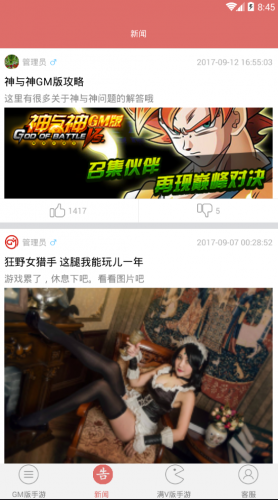 8:45
新闻
管理员 ♂
2017-09-12 16:55:03
神与神GM版攻略
这里有很多关于神与神问题的解答哦
神与神GM版
GOD OF BATTLE VS.
召集伙伴
再现巅峰对决
1417
5
管理员 ♂
2017-09-07 00:28:52
狂野女猎手 这腿我能玩儿一年
游戏累了，休息下吧。看看图片吧
GM版手游
新闻
满V版手游
客服